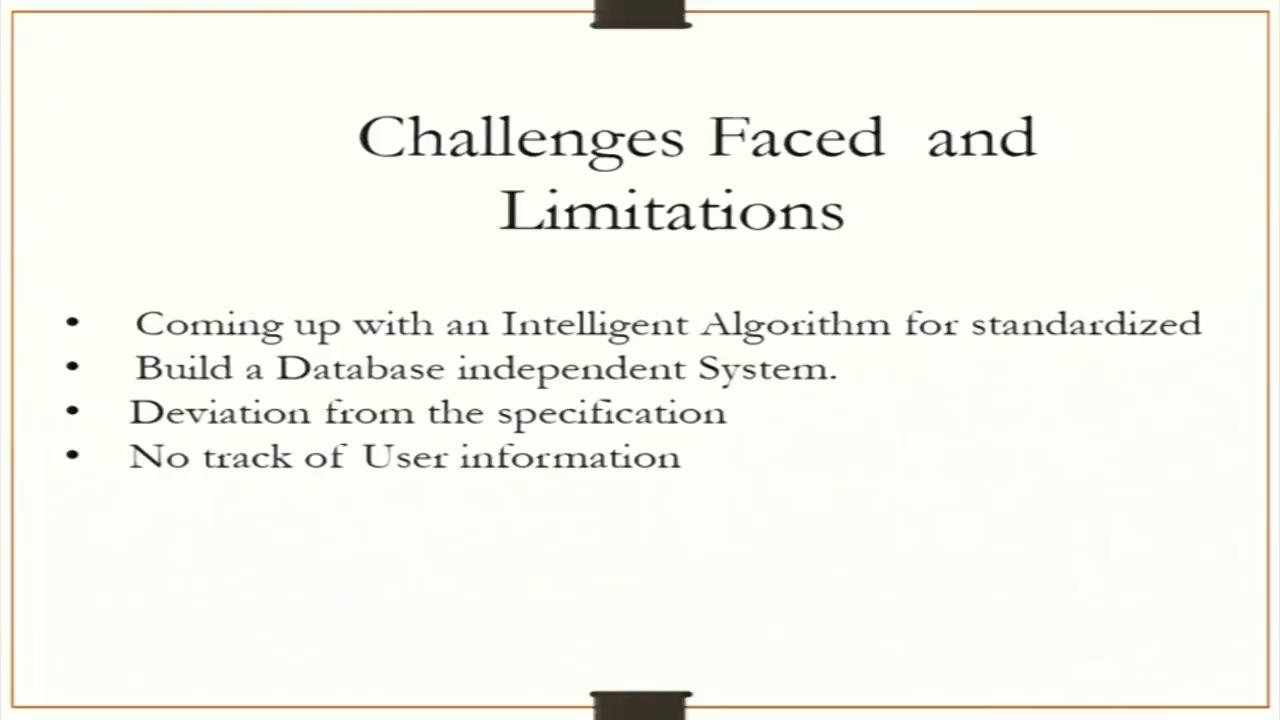 Challenges Faced and
Limitations
• Coming up with an Intelligent Algorithm for standardized
• Build a Database independent System.
• Deviation from the specification
• No track of User information